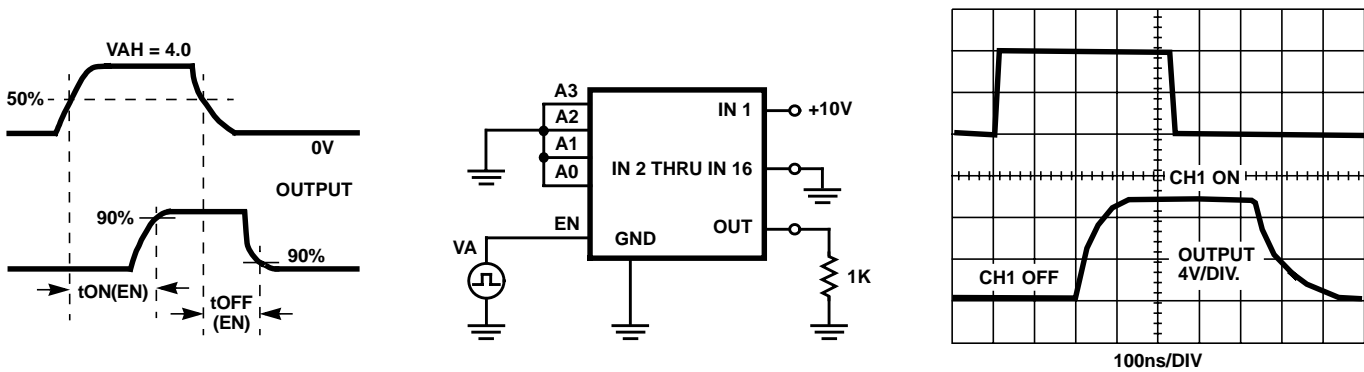 VAH = 4.0
50%
0V
OUTPUT
90%
90%
tON(EN)
tOFF
(EN)
A3
A2
A1
A0
EN
VA
IN 1
+10V
IN 2 THRU IN 16
OUT
GND
1K
CH1 ON
CH1 OFF
OUTPUT
4V/DIV.
100ns/DIV